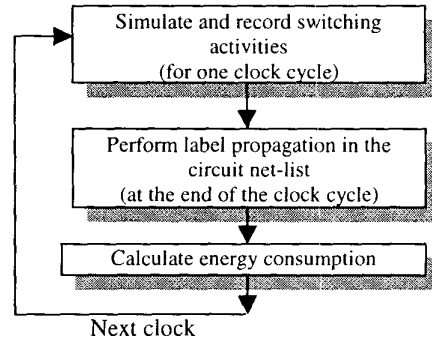 Simulate and record switching
activities
(for one clock cycle)
Perform label propagation in the
circuit net-list
(at the end of the clock cycle)
Calculate energy consumption
Next clock